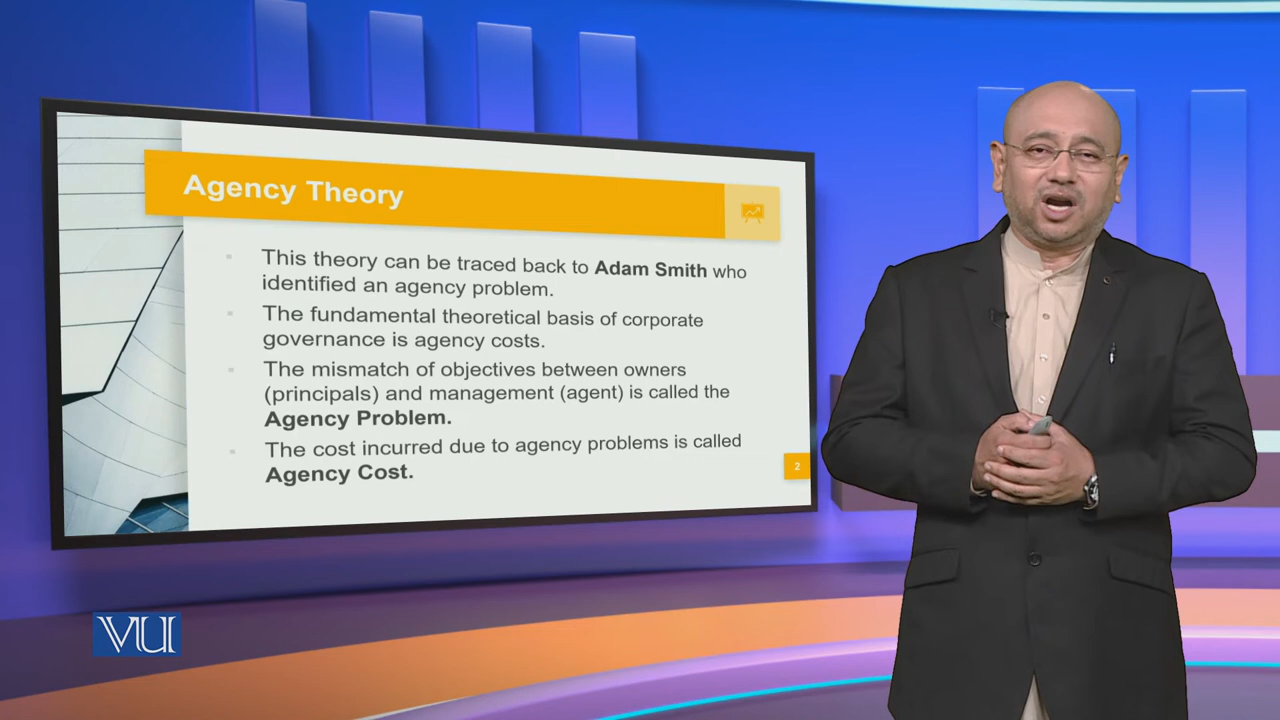 Agency Theory
This theory can be traced back to Adam Smith who
identified an agency problem.
The fundamental theoretical basis of corporate
governance is agency costs.
The mismatch of objectives between owners
(principals) and management (agent) is called the
Agency Problem.
The cost incurred due to agency problems is called
Agency Cost.
2
VU